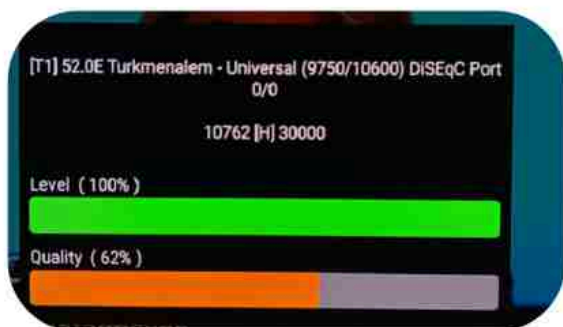 [T1] 52.0E Turkmenalem - Universal (9750/10600) DiSEqC Port
0/0
10762 [H] 30000
Level ( 100% )
Quality ( 62% )